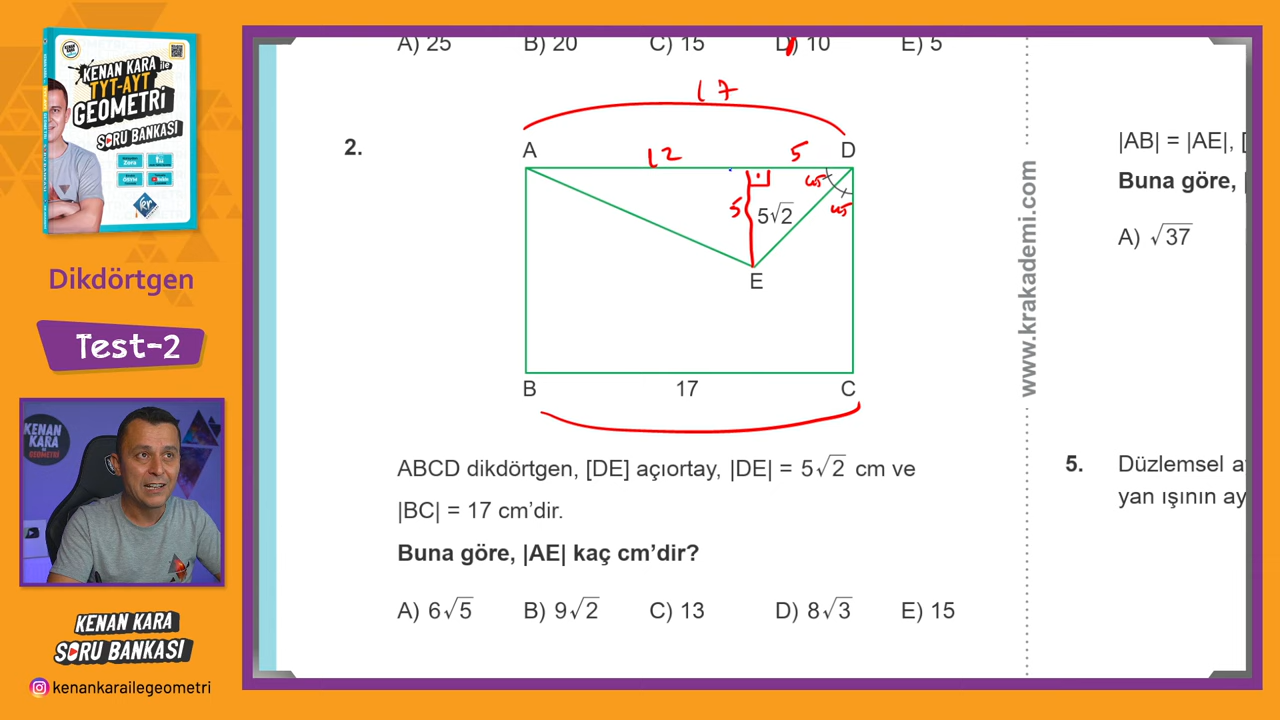 KENAN KARA ile
TYT-AYT
GEOMETRİ
SORU BANKASI
kr
Dikdörtgen
Test-2
KENAN
KARA
KENAN KARA
SORU BANKASI
kenankarailegeometri
A) 25 B) 20 C) 15 D) 10 E) 5
17
2.
A D
12 5
45
45
5
5√2
E
B 17 C
ABCD dikdörtgen, [DE] açıortay, |DE| = 5√2 cm ve
|BC| = 17 cm’dir.
Buna göre, |AE| kaç cm’dir?
A) 6√5 B) 9√2 C) 13 D) 8√3 E) 15
www.krakademi.com
|AB| = |AE|, [
Buna göre, |
A) √37
5. Düzlemsel a
yan ışının ay